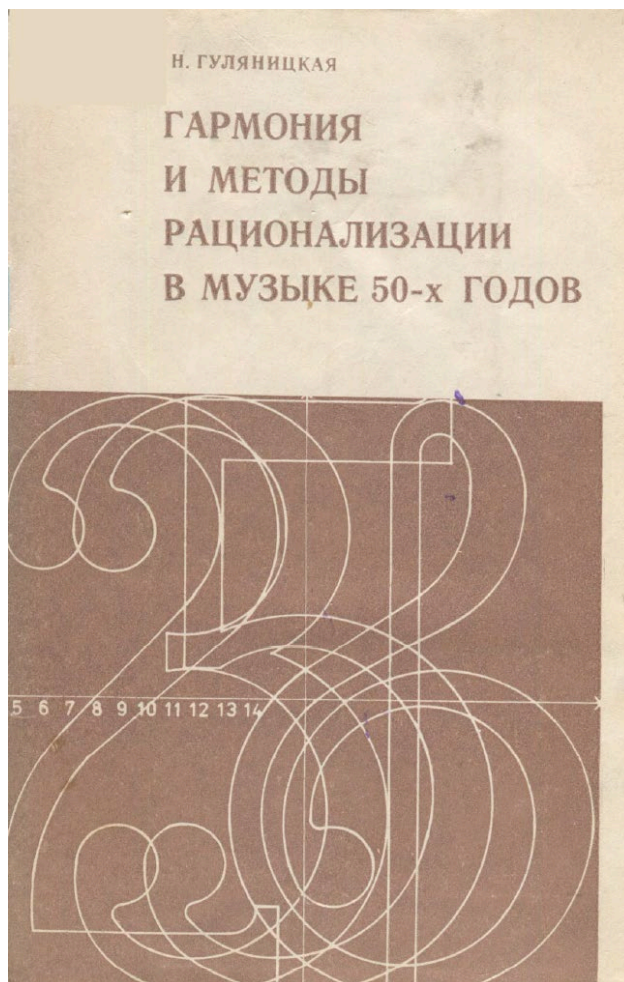 Н. ГУЛЯНИЦКАЯ
ГАРМОНИЯ
И МЕТОДЫ
РАЦИОНАЛИЗАЦИИ
В МУЗЫКЕ 50-х ГОДОВ
5 6 7 8 9 10 11 12 13 14